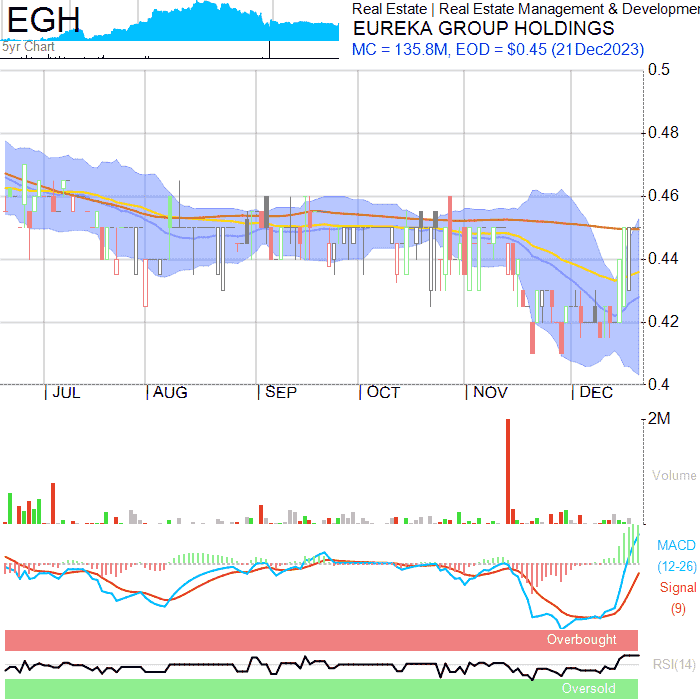 EGH
Real Estate | Real Estate Management & Developmen
EUREKA GROUP HOLDINGS
5yr Chart
MC = 135.8M, EOD = $0.45 (21Dec2023)
0.5
0.48
0.46
0.44
0.42
0.4
JUL AUG SEP OCT NOV DEC
2M
Volume
MACD
(12-26)
Signal
(9)
Overbought
RSI(14)
Oversold